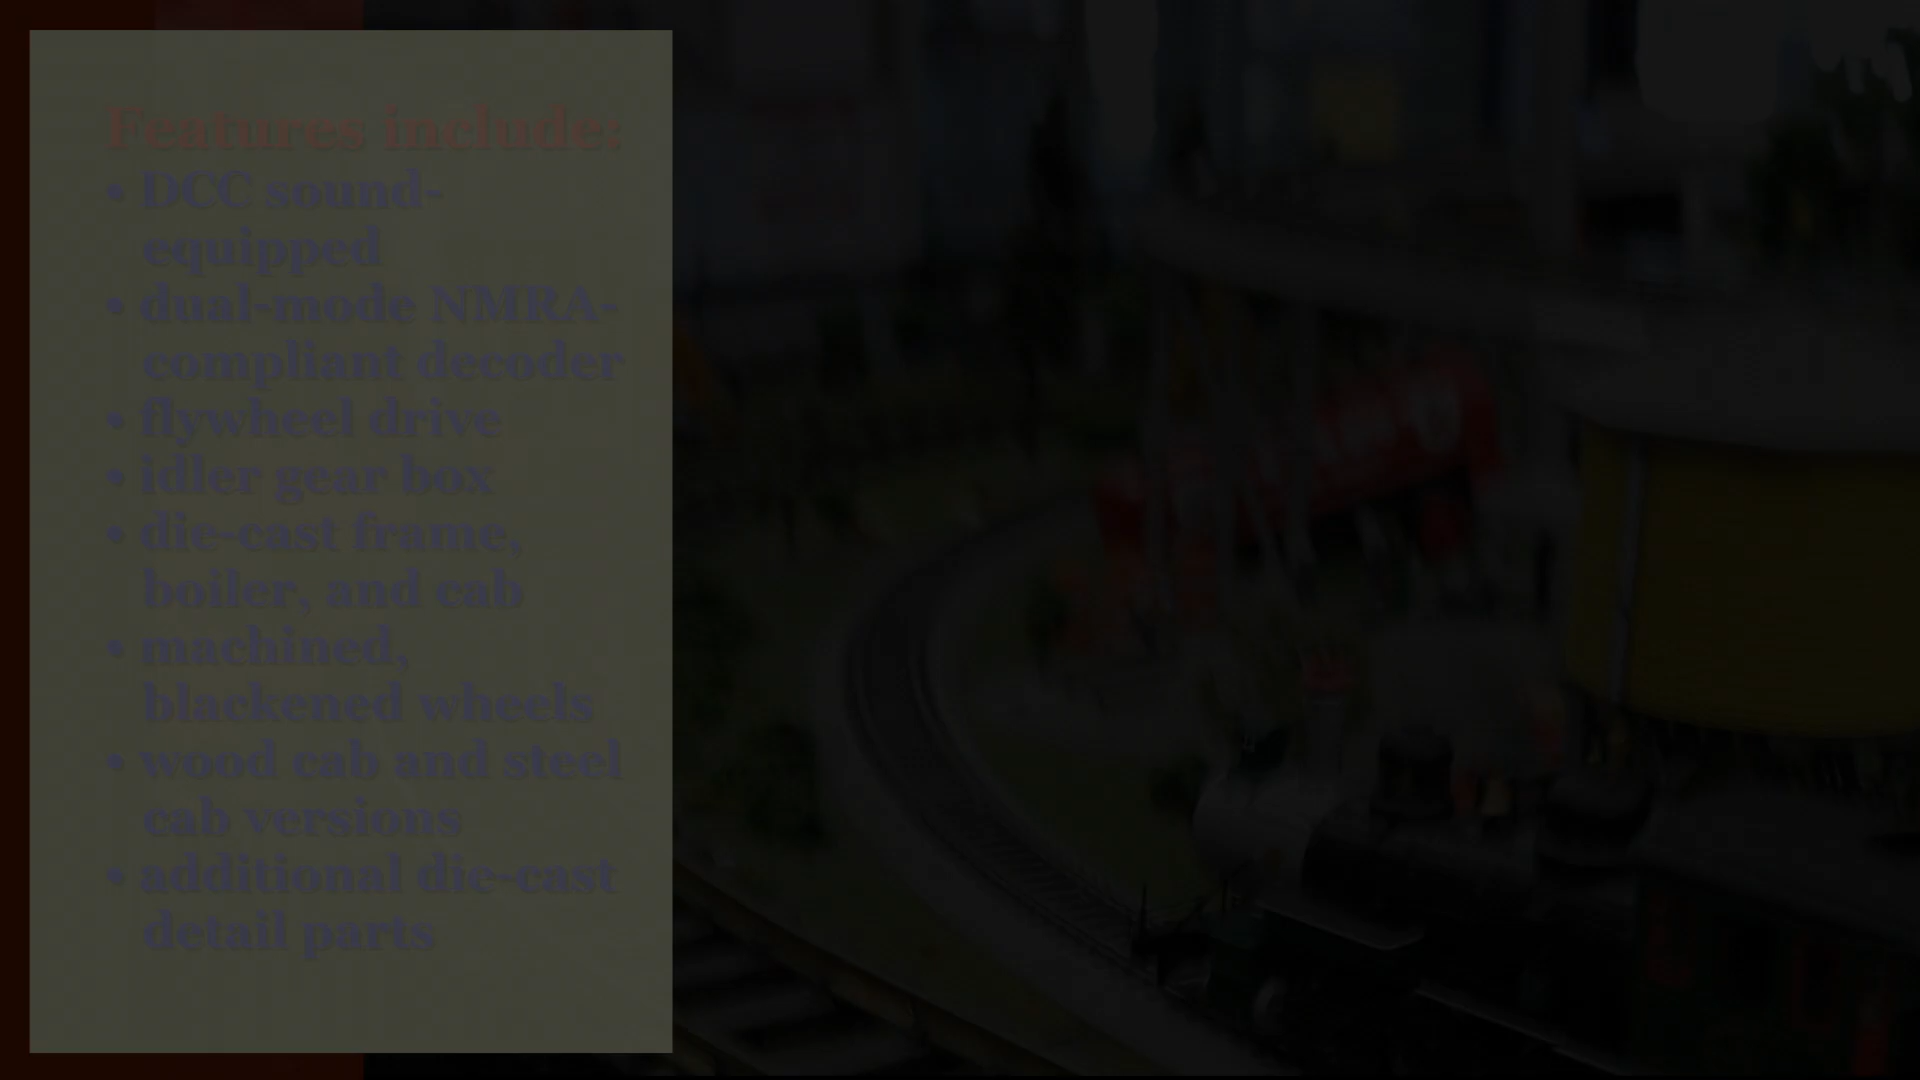 Features include:
• DCC sound-
equipped
• dual-mode NMRA-
compliant decoder
• flywheel drive
• idler gear box
• die-cast frame,
boiler, and cab
• machined,
blackened wheels
• wood cab and steel
cab versions
• additional die-cast
detail parts